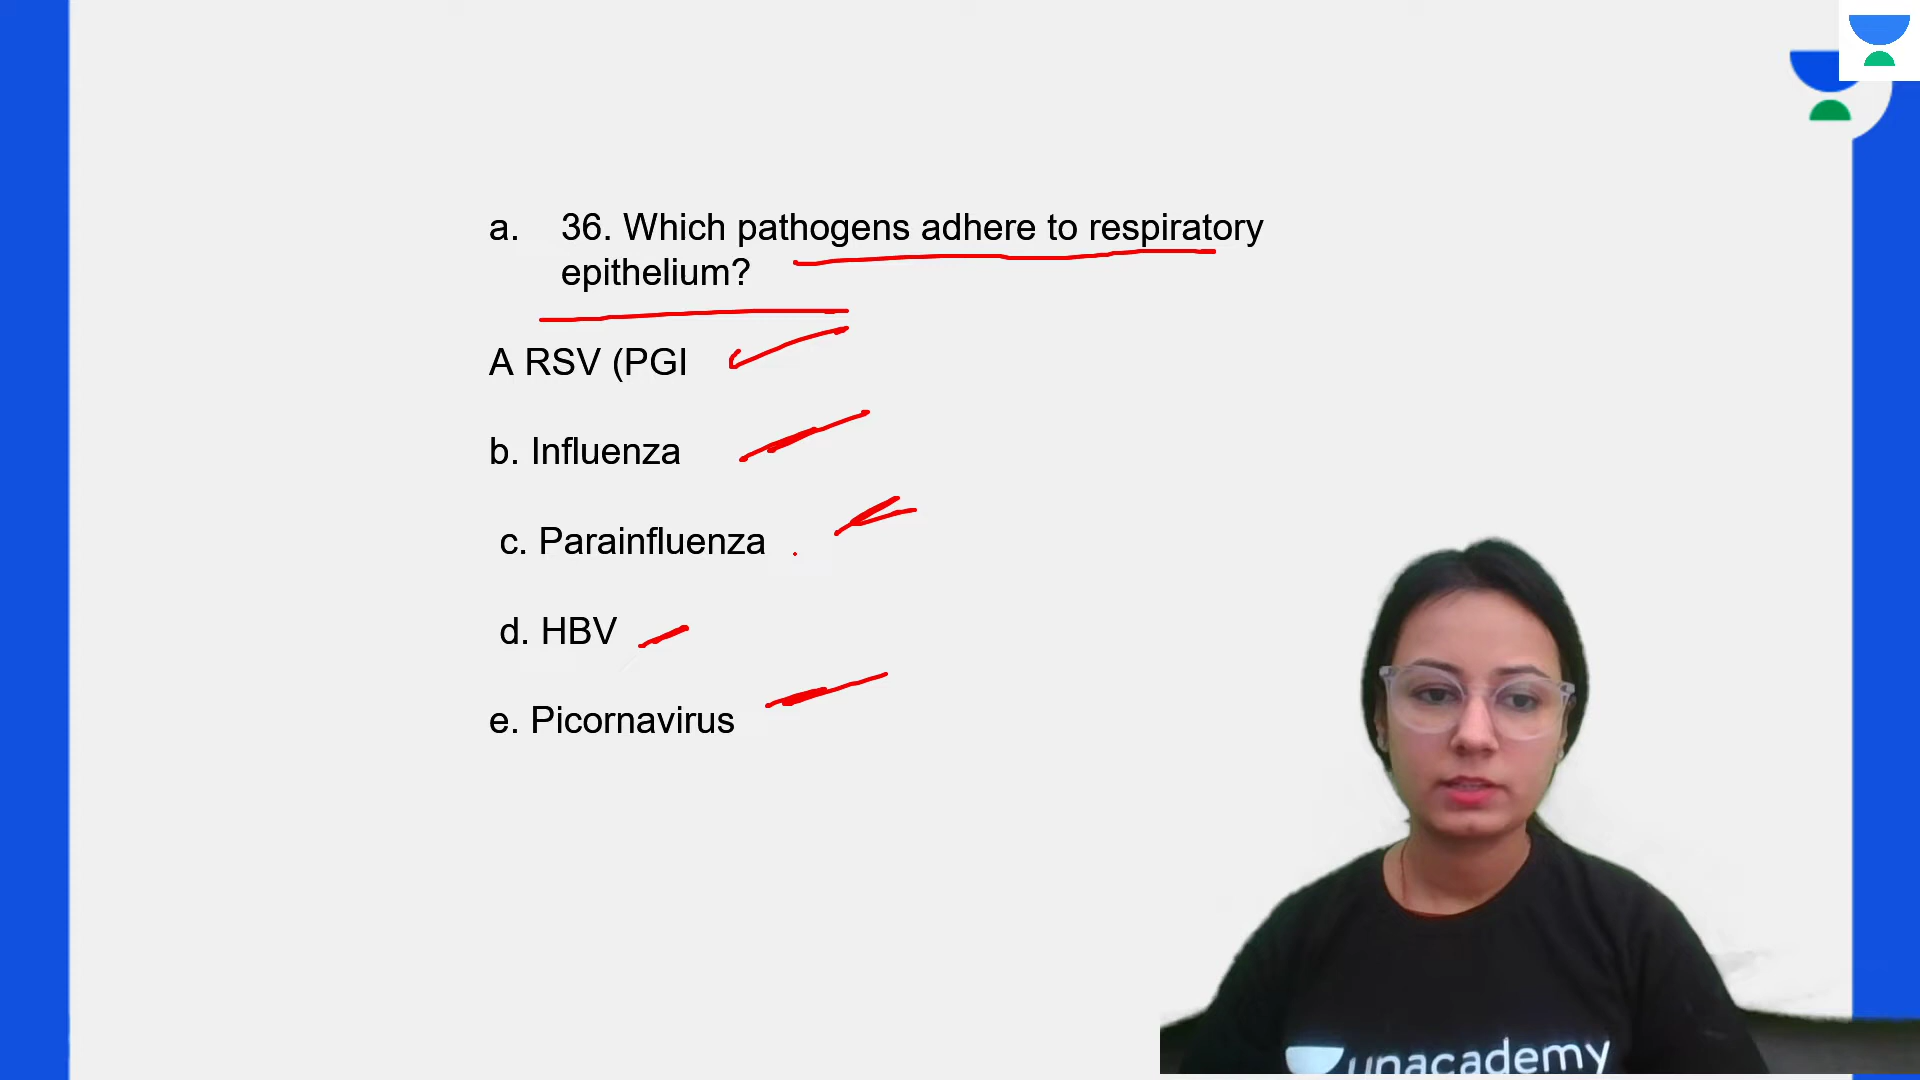 a. 36. Which pathogens adhere to respiratory
epithelium?
A RSV (PGI
b. Influenza
c. Parainfluenza
d. HBV
e. Picornavirus
unacademy